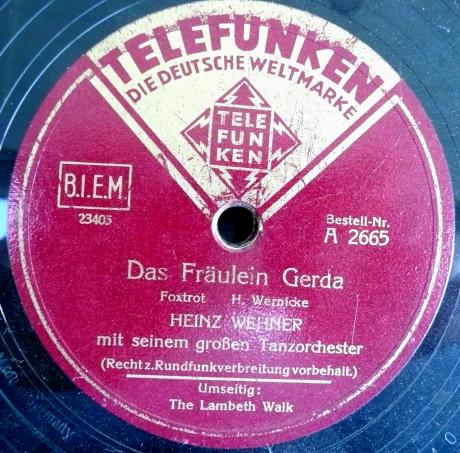 TELEFUNKEN
DIE DEUTSCHE WELTMARKE
TELE
FUN
KEN
B.I.E.M.
23405
Bestell-Nr.
A 2665
Das Fräulein Gerda
Foxtrot H. Wernicke
HEINZ WEHNER
mit seinem großen Tanzorchester
(Recht z. Rundfunkverbreitung vorbehalt.)
Umseitig:
The Lambeth Walk